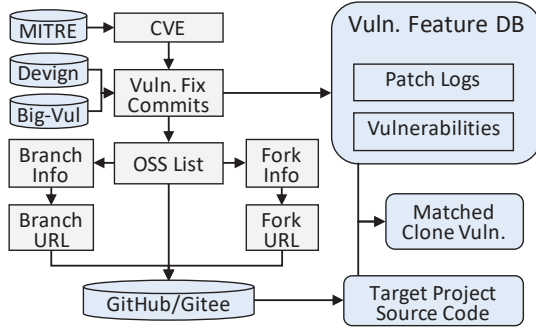 MITRE
CVE
Vuln. Feature DB
Devign
Vuln. Fix
Commits
Patch Logs
Big-Vul
Vulnerabilities
Branch
Info
OSS List
Fork
Info
Branch
URL
Fork
URL
Matched
Clone Vuln.
GitHub/Gitee
Target Project
Source Code